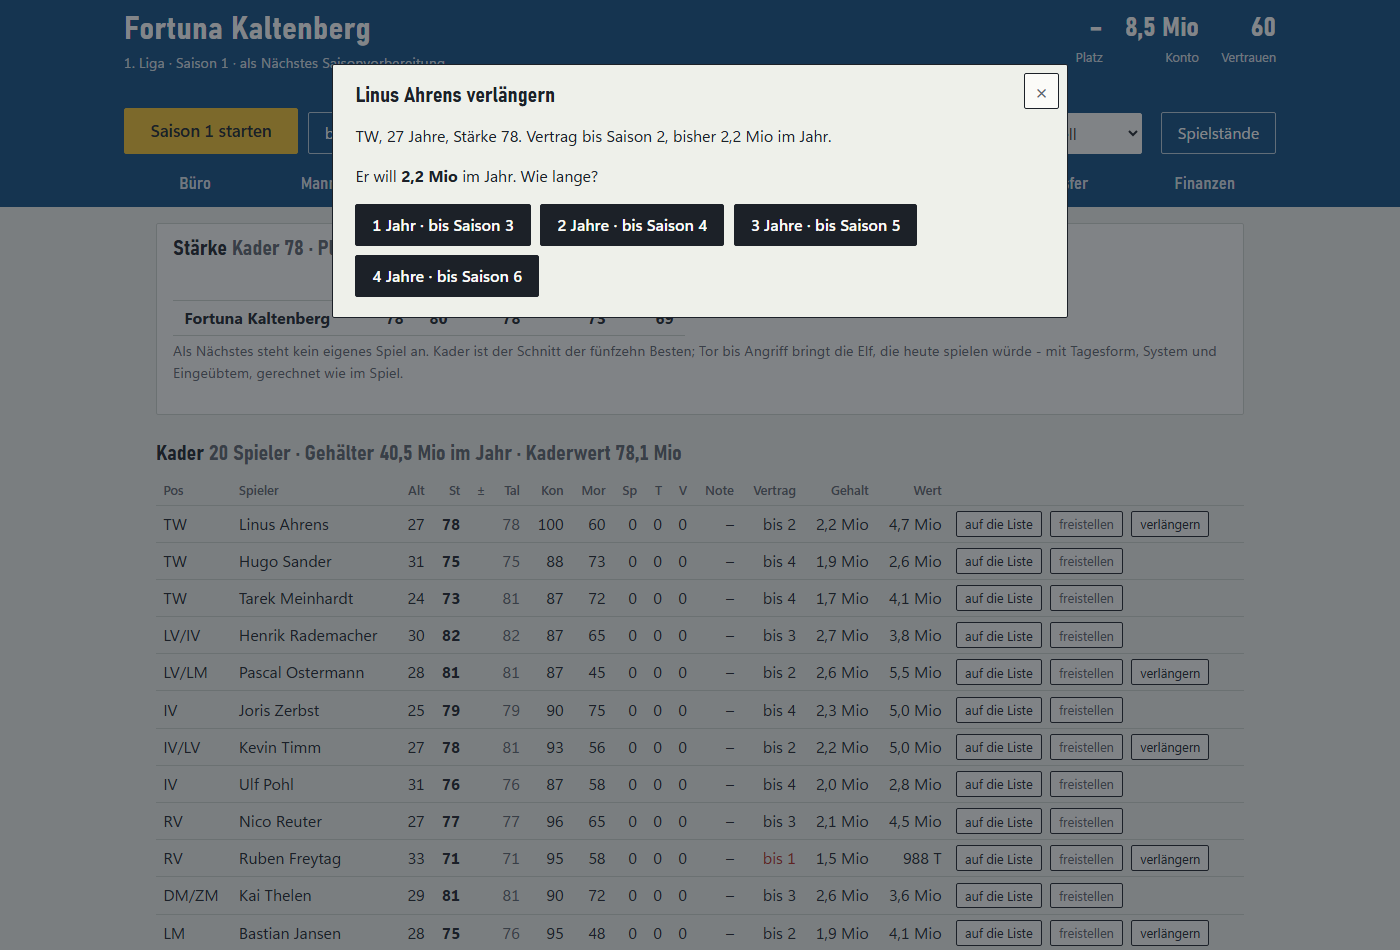 Fortuna Kaltenberg
– 8,5 Mio 60
1. Liga · Saison 1 · als Nächstes Saisonvorbereitung
Platz Konto Vertrauen
Linus Ahrens verlängern
×
TW, 27 Jahre, Stärke 78. Vertrag bis Saison 2, bisher 2,2 Mio im Jahr.
Er will 2,2 Mio im Jahr. Wie lange?
1 Jahr · bis Saison 3
2 Jahre · bis Saison 4
3 Jahre · bis Saison 5
4 Jahre · bis Saison 6
Saison 1 starten
Spielstände
Büro
Finanzen
Stärke Kader 78 ·
Fortuna Kaltenberg 78 80 78 73 69
Als Nächstes steht kein eigenes Spiel an. Kader ist der Schnitt der fünfzehn Besten; Tor bis Angriff bringt die Elf, die heute spielen würde - mit Tagesform, System und
Eingeübtem, gerechnet wie im Spiel.
Kader 20 Spieler · Gehälter 40,5 Mio im Jahr · Kaderwert 78,1 Mio
Pos Spieler Alt St ± Tal Kon Mor Sp T V Note Vertrag Gehalt Wert
TW Linus Ahrens 27 78 78 100 60 0 0 0 – bis 2 2,2 Mio 4,7 Mio auf die Liste freistellen verlängern
TW Hugo Sander 31 75 75 88 73 0 0 0 – bis 4 1,9 Mio 2,6 Mio auf die Liste freistellen
TW Tarek Meinhardt 24 73 81 87 72 0 0 0 – bis 4 1,7 Mio 4,1 Mio auf die Liste freistellen
LV/IV Henrik Rademacher 30 82 82 87 65 0 0 0 – bis 3 2,7 Mio 3,8 Mio auf die Liste freistellen
LV/LM Pascal Ostermann 28 81 81 87 45 0 0 0 – bis 2 2,6 Mio 5,5 Mio auf die Liste freistellen verlängern
IV Joris Zerbst 25 79 79 90 75 0 0 0 – bis 4 2,3 Mio 5,0 Mio auf die Liste freistellen
IV/LV Kevin Timm 27 78 81 93 56 0 0 0 – bis 2 2,2 Mio 5,0 Mio auf die Liste freistellen verlängern
IV Ulf Pohl 31 76 76 87 58 0 0 0 – bis 4 2,0 Mio 2,8 Mio auf die Liste freistellen
RV Nico Reuter 27 77 77 96 65 0 0 0 – bis 3 2,1 Mio 4,5 Mio auf die Liste freistellen
RV Ruben Freytag 33 71 71 95 58 0 0 0 – bis 1 1,5 Mio 988 T auf die Liste freistellen verlängern
DM/ZM Kai Thelen 29 81 81 90 72 0 0 0 – bis 3 2,6 Mio 3,6 Mio auf die Liste freistellen
LM Bastian Jansen 28 75 76 95 48 0 0 0 – bis 2 1,9 Mio 4,1 Mio auf die Liste freistellen verlängern